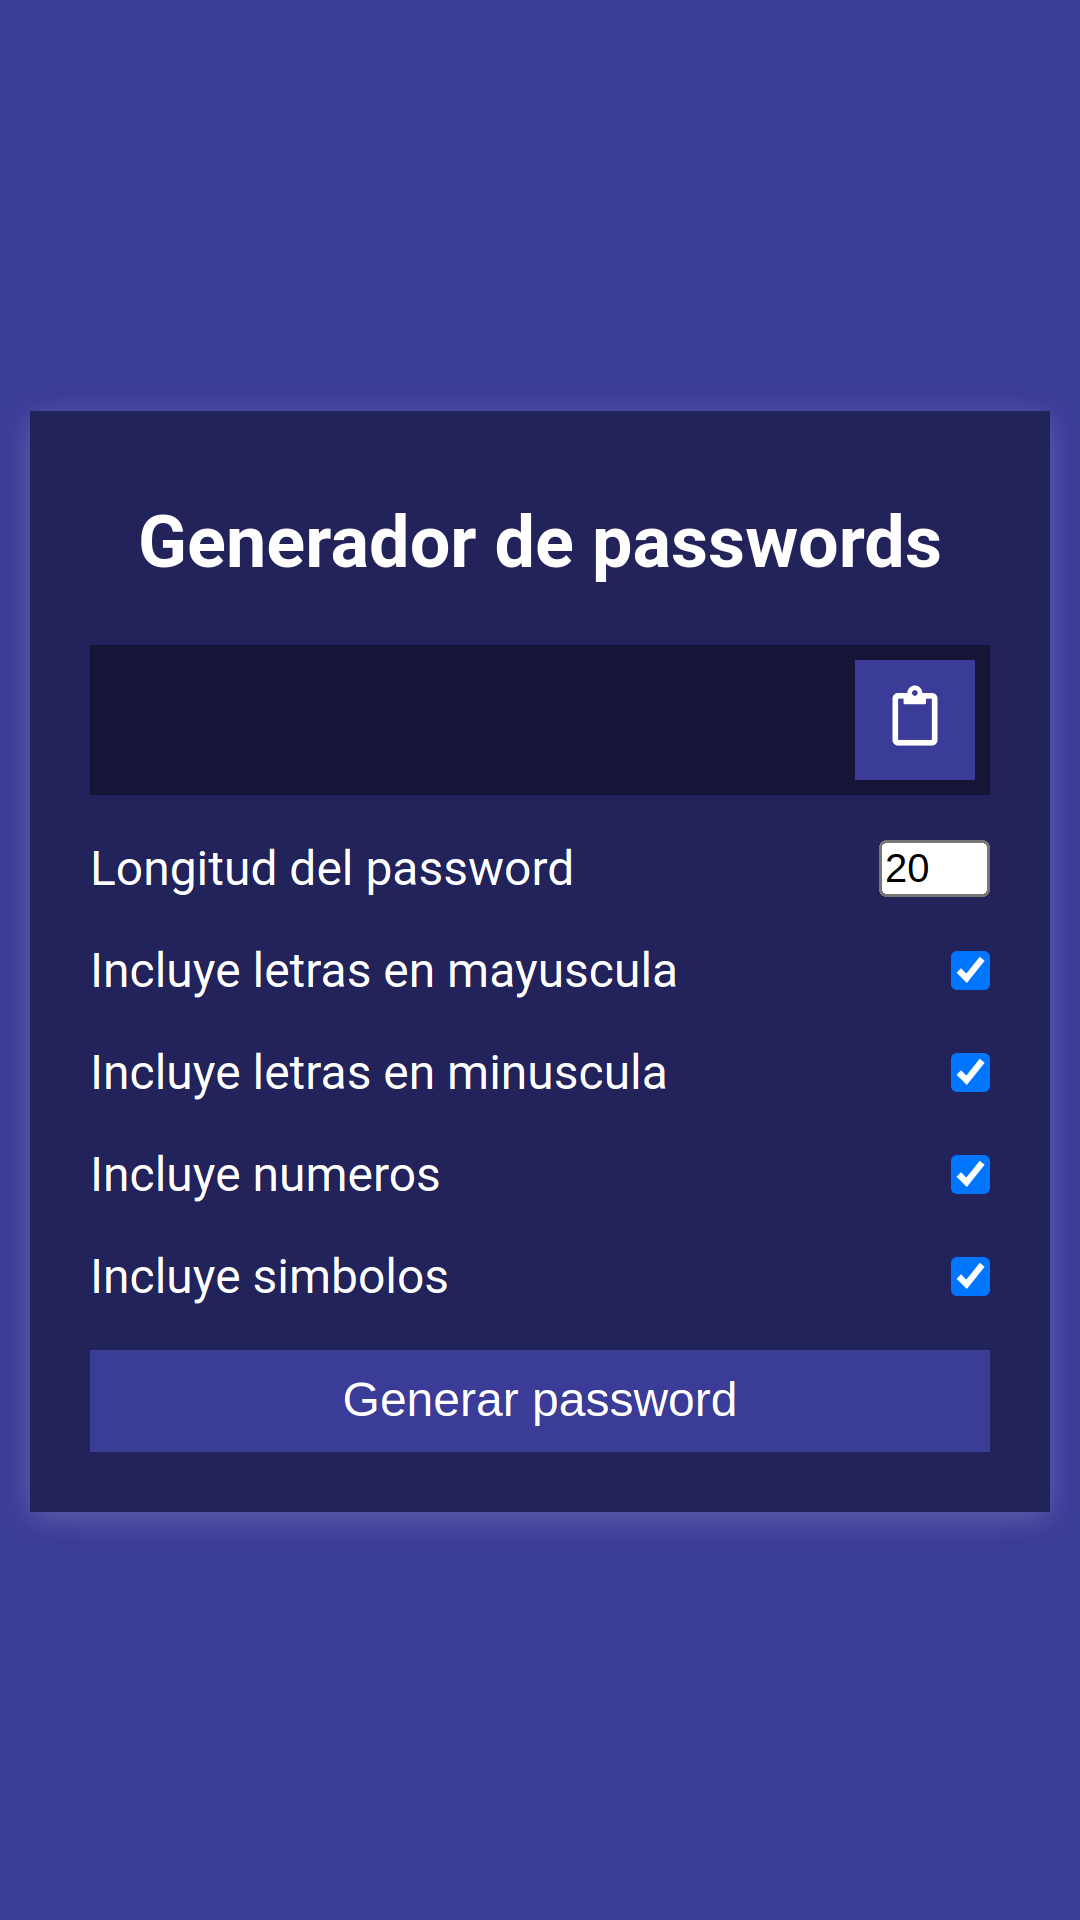 Generador de passwords
Longitud del password 20
Incluye letras en mayuscula
Incluye letras en minuscula
Incluye numeros
Incluye simbolos
Generar password